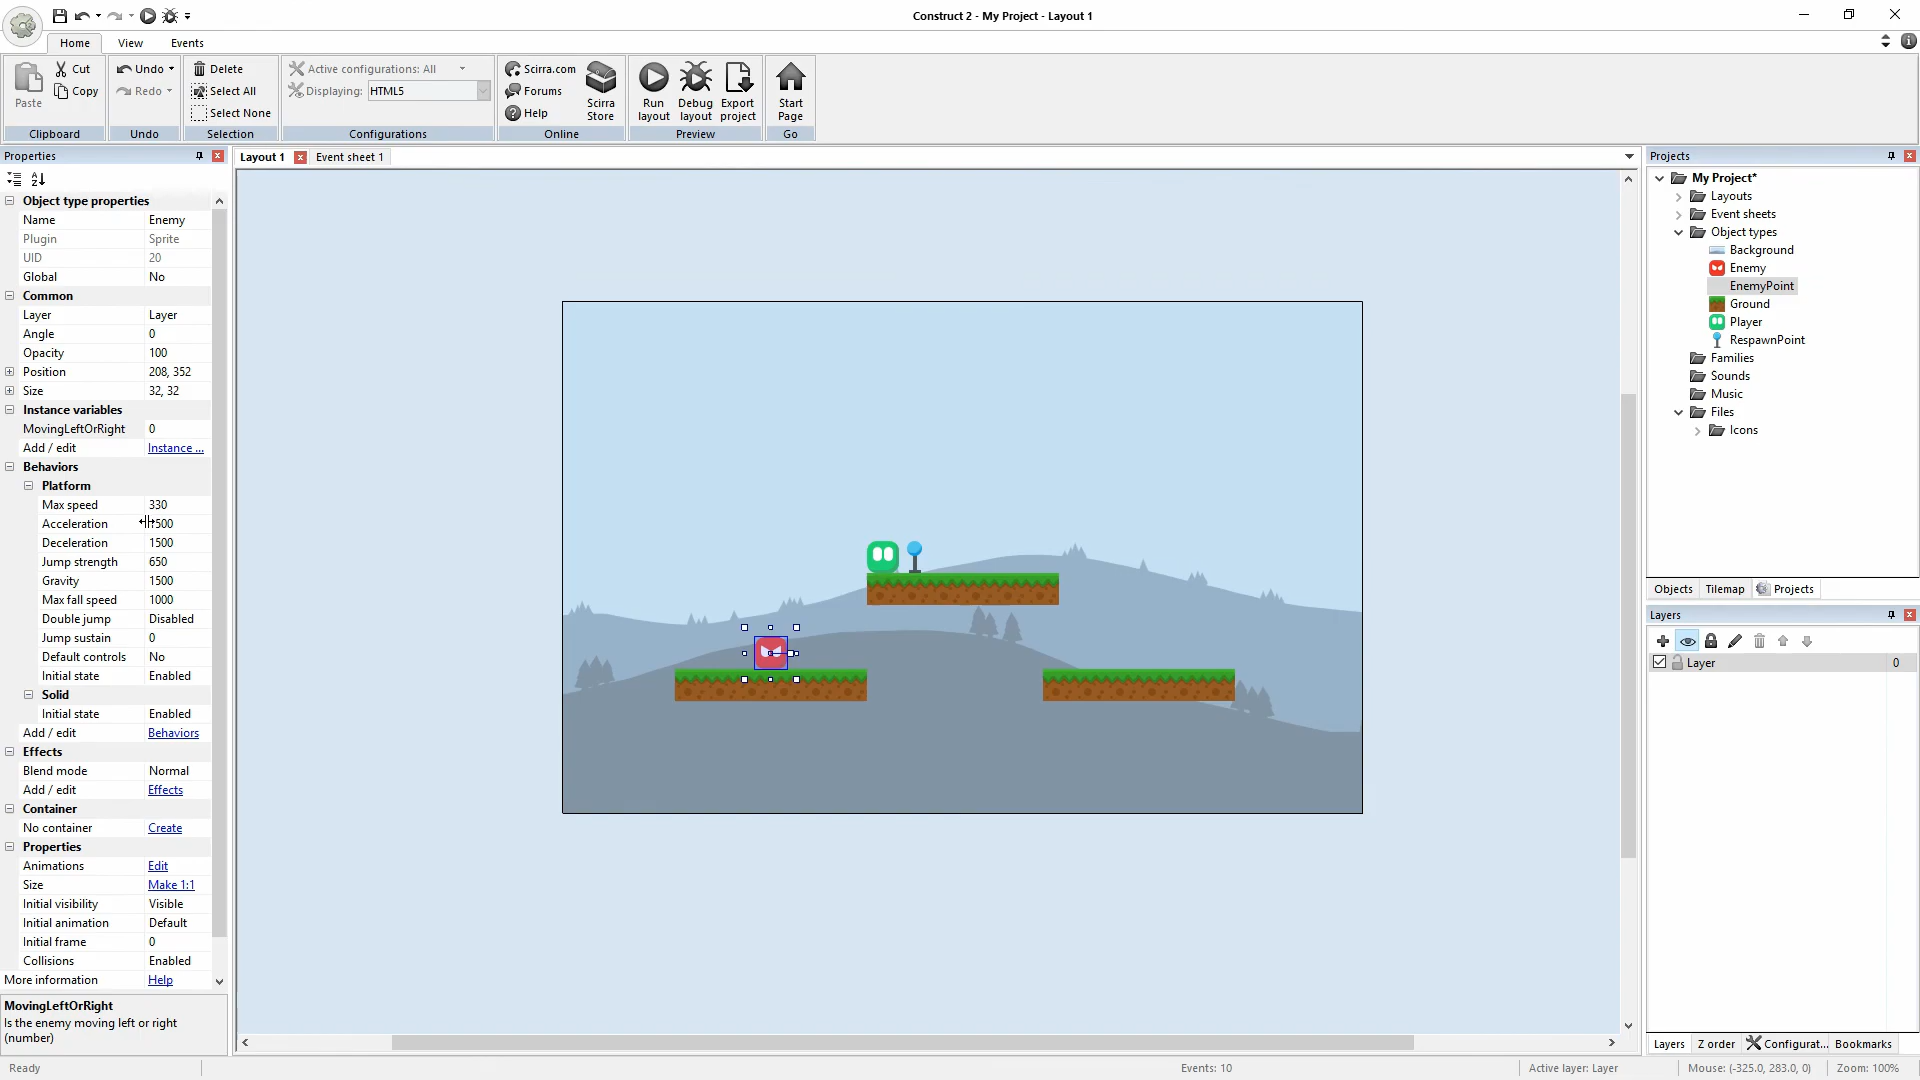 Construct 2 - My Project - Layout 1
Home View Events
Paste
Cut
Copy
Clipboard
Undo
Redo
Undo
Delete
Select All
Select None
Selection
Active configurations: All
Displaying: HTML5
Configurations
Scirra.com
Forums
Help
Scirra
Store
Online
Run
layout
Debug
layout
Export
project
Preview
Start
Page
Go
Properties
Object type properties
Name Enemy
Plugin Sprite
UID 20
Global No
Common
Layer Layer
Angle 0
Opacity 100
Position 208, 352
Size 32, 32
Instance variables
MovingLeftOrRight 0
Add / edit Instance ...
Behaviors
Platform
Max speed 330
Acceleration 500
Deceleration 1500
Jump strength 650
Gravity 1500
Max fall speed 1000
Double jump Disabled
Jump sustain 0
Default controls No
Initial state Enabled
Solid
Initial state Enabled
Add / edit Behaviors
Effects
Blend mode Normal
Add / edit Effects
Container
No container Create
Properties
Animations Edit
Size Make 1:1
Initial visibility Visible
Initial animation Default
Initial frame 0
Collisions Enabled
More information Help
MovingLeftOrRight
Is the enemy moving left or right
(number)
Layout 1 Event sheet 1
Projects
My Project*
Layouts
Event sheets
Object types
Background
Enemy
EnemyPoint
Ground
Player
RespawnPoint
Families
Sounds
Music
Files
Icons
Objects Tilemap Projects
Layers
Layer 0
Layers Z order Configurat... Bookmarks
Ready Events: 10 Active layer: Layer Mouse: (-325.0, 283.0, 0) Zoom: 100%